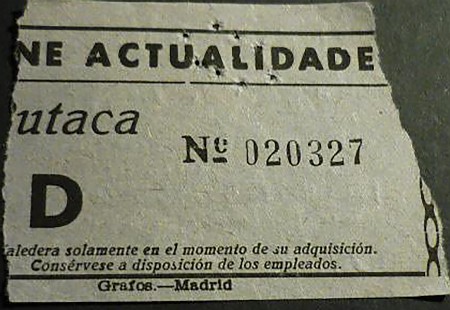 NE ACTUALIDADE
utaca
Nº 020327
D
aledera solamente en el momento de su adquisición.
Consérvese a disposición de los empleados.
Grafos.—Madrid